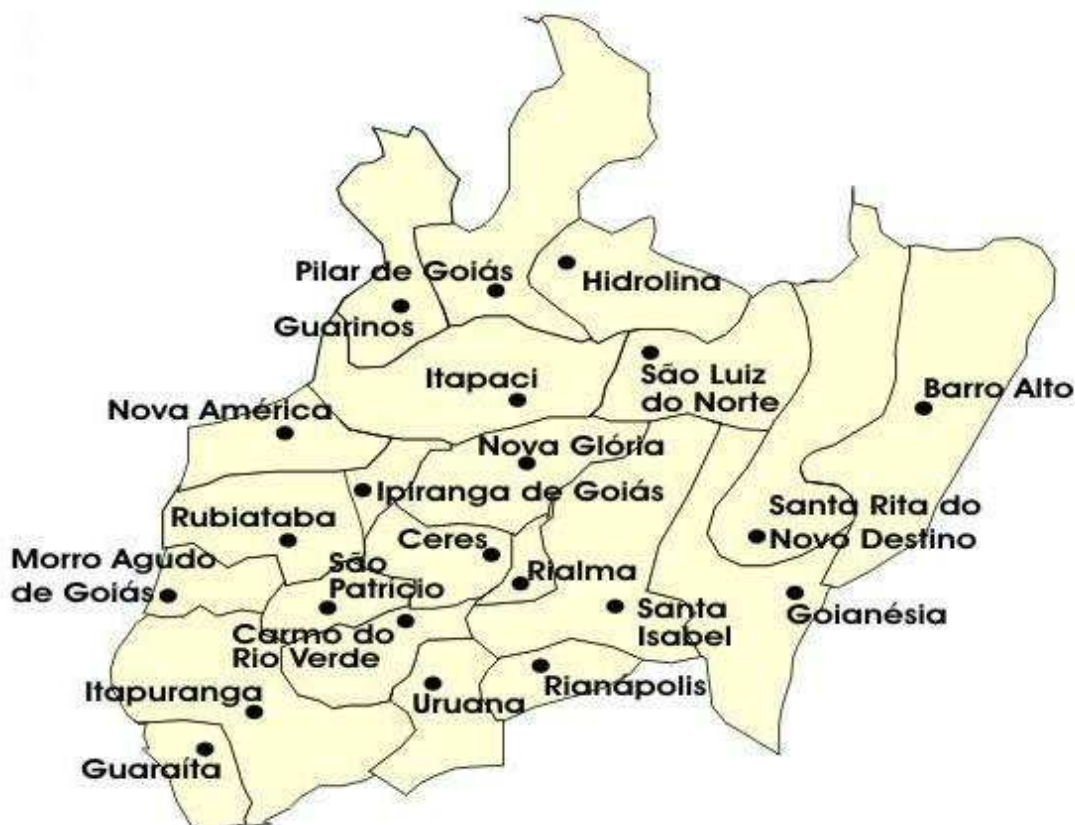 Pilar de Goiás
Hidrolina
Guarinos
Itapaci
São Luiz
do Norte
Barro Alto
Nova América
Nova Glória
Ipiranga de Goiás
Santa Rita do
Novo Destino
Rubiataba
Ceres
Morro Agudo
de Goiás
São
Patricio
Rialma
Santa
Isabel
Goianésia
Carmo do
Rio Verde
Itapuranga
Uruana
Rianápolis
Guaraíta